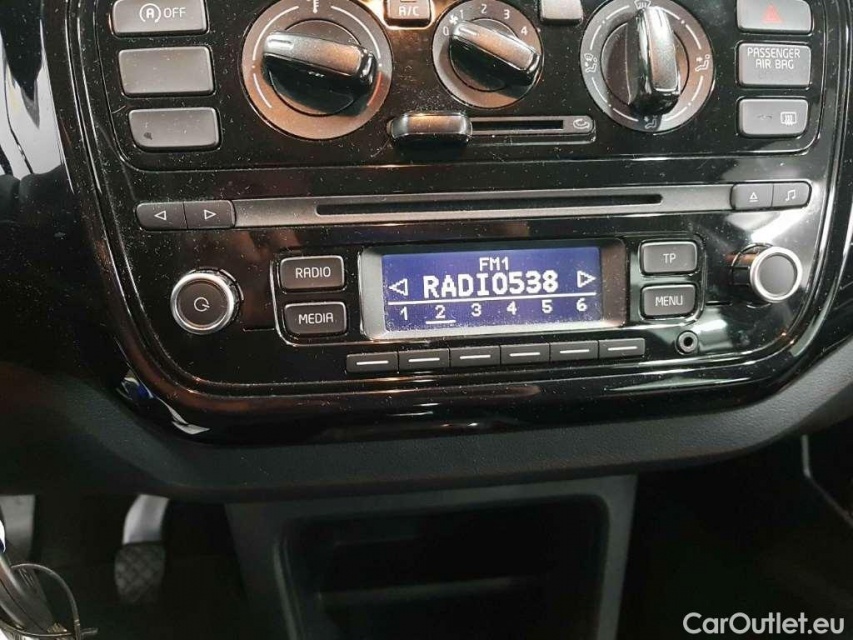 A OFF
A/C
0 1 2 3 4
PASSENGER
AIR BAG
RADIO
MEDIA
FM1
RADIO538
1 2 3 4 5 6
TP
MENU
CarOutlet.eu